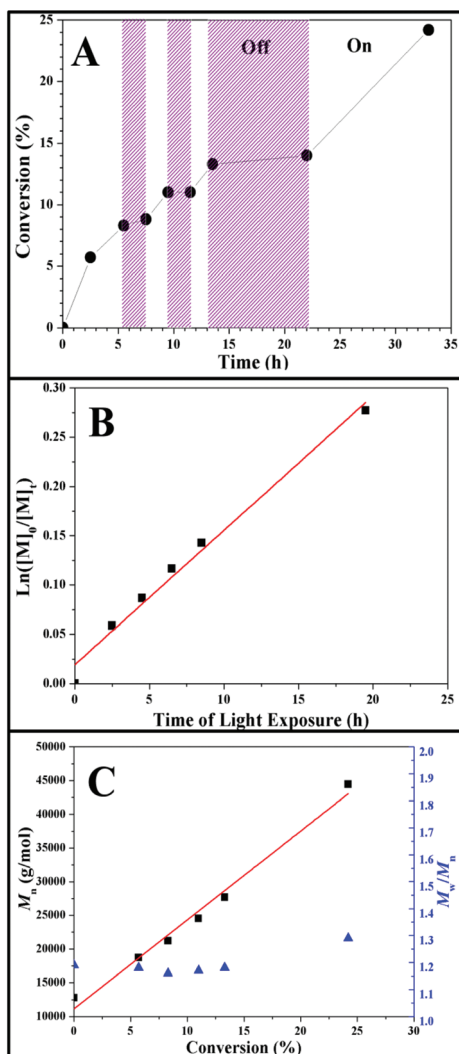 A
Off
On
25
20
15
10
5
0
0 5 10 15 20 25 30 35
Time (h)
Conversion (%)
B
0.30
0.25
0.20
0.15
0.10
0.05
0.00
0 5 10 15 20 25
Time of Light Exposure (h)
Ln([M]0/[M]t)
C
50000
45000
40000
35000
30000
25000
20000
15000
10000
2.0
1.9
1.8
1.7
1.6
1.5
1.4
1.3
1.2
1.1
1.0
0 5 10 15 20 25 30
Conversion (%)
Mn (g/mol)
Mw/Mn